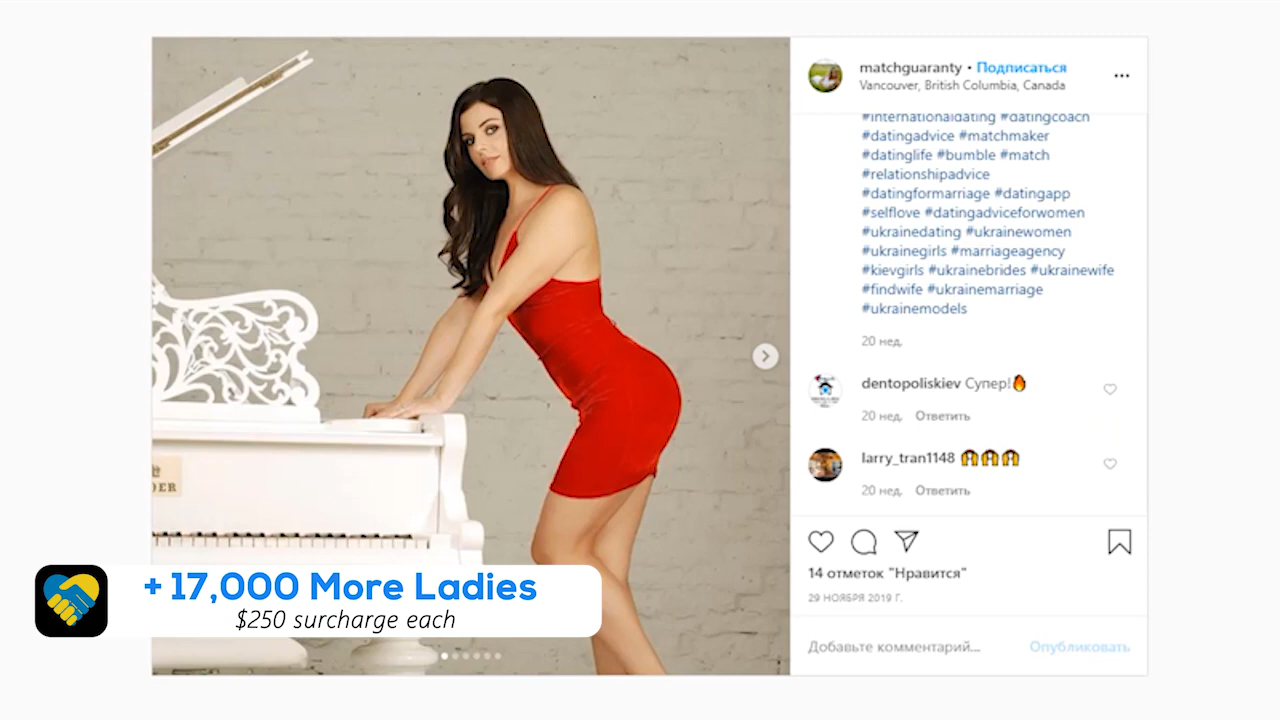 matchguaranty • Подписаться
Vancouver, British Columbia, Canada
#internationaldating #datingcoach
#datingadvice #matchmaker
#datinglife #bumble #match
#relationshipadvice
#datingformarriage #datingapp
#selflove #datingadviceforwomen
#ukrainedating #ukrainewomen
#ukrainegirls #marriageagency
#kievgirls #ukrainebrides #ukrainewife
#findwife #ukrainemarriage
#ukrainemodels
20 нед.
dentopoliskiev Супер!🔥
20 нед. Ответить
larry_tran1148
20 нед. Ответить
14 отметок "Нравится"
29 НОЯБРЯ 2019 Г.
Добавьте комментарий... Опубликовать
+ 17,000 More Ladies
$250 surcharge each